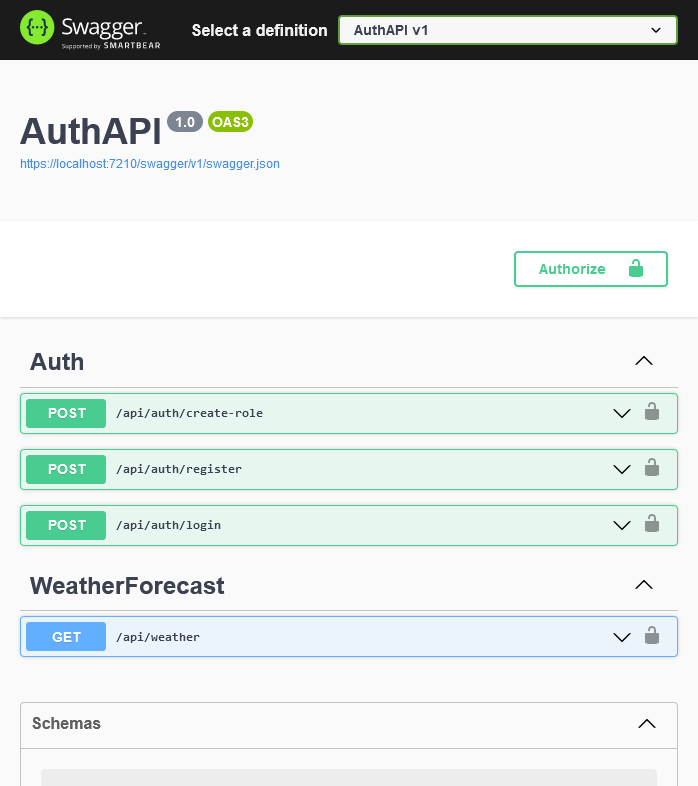 Swagger.
Supported by SMARTBEAR
Select a definition
AuthAPI v1
AuthAPI 1.0 OAS3
https://localhost:7210/swagger/v1/swagger.json
Authorize
Auth
POST /api/auth/create-role
POST /api/auth/register
POST /api/auth/login
WeatherForecast
GET /api/weather
Schemas